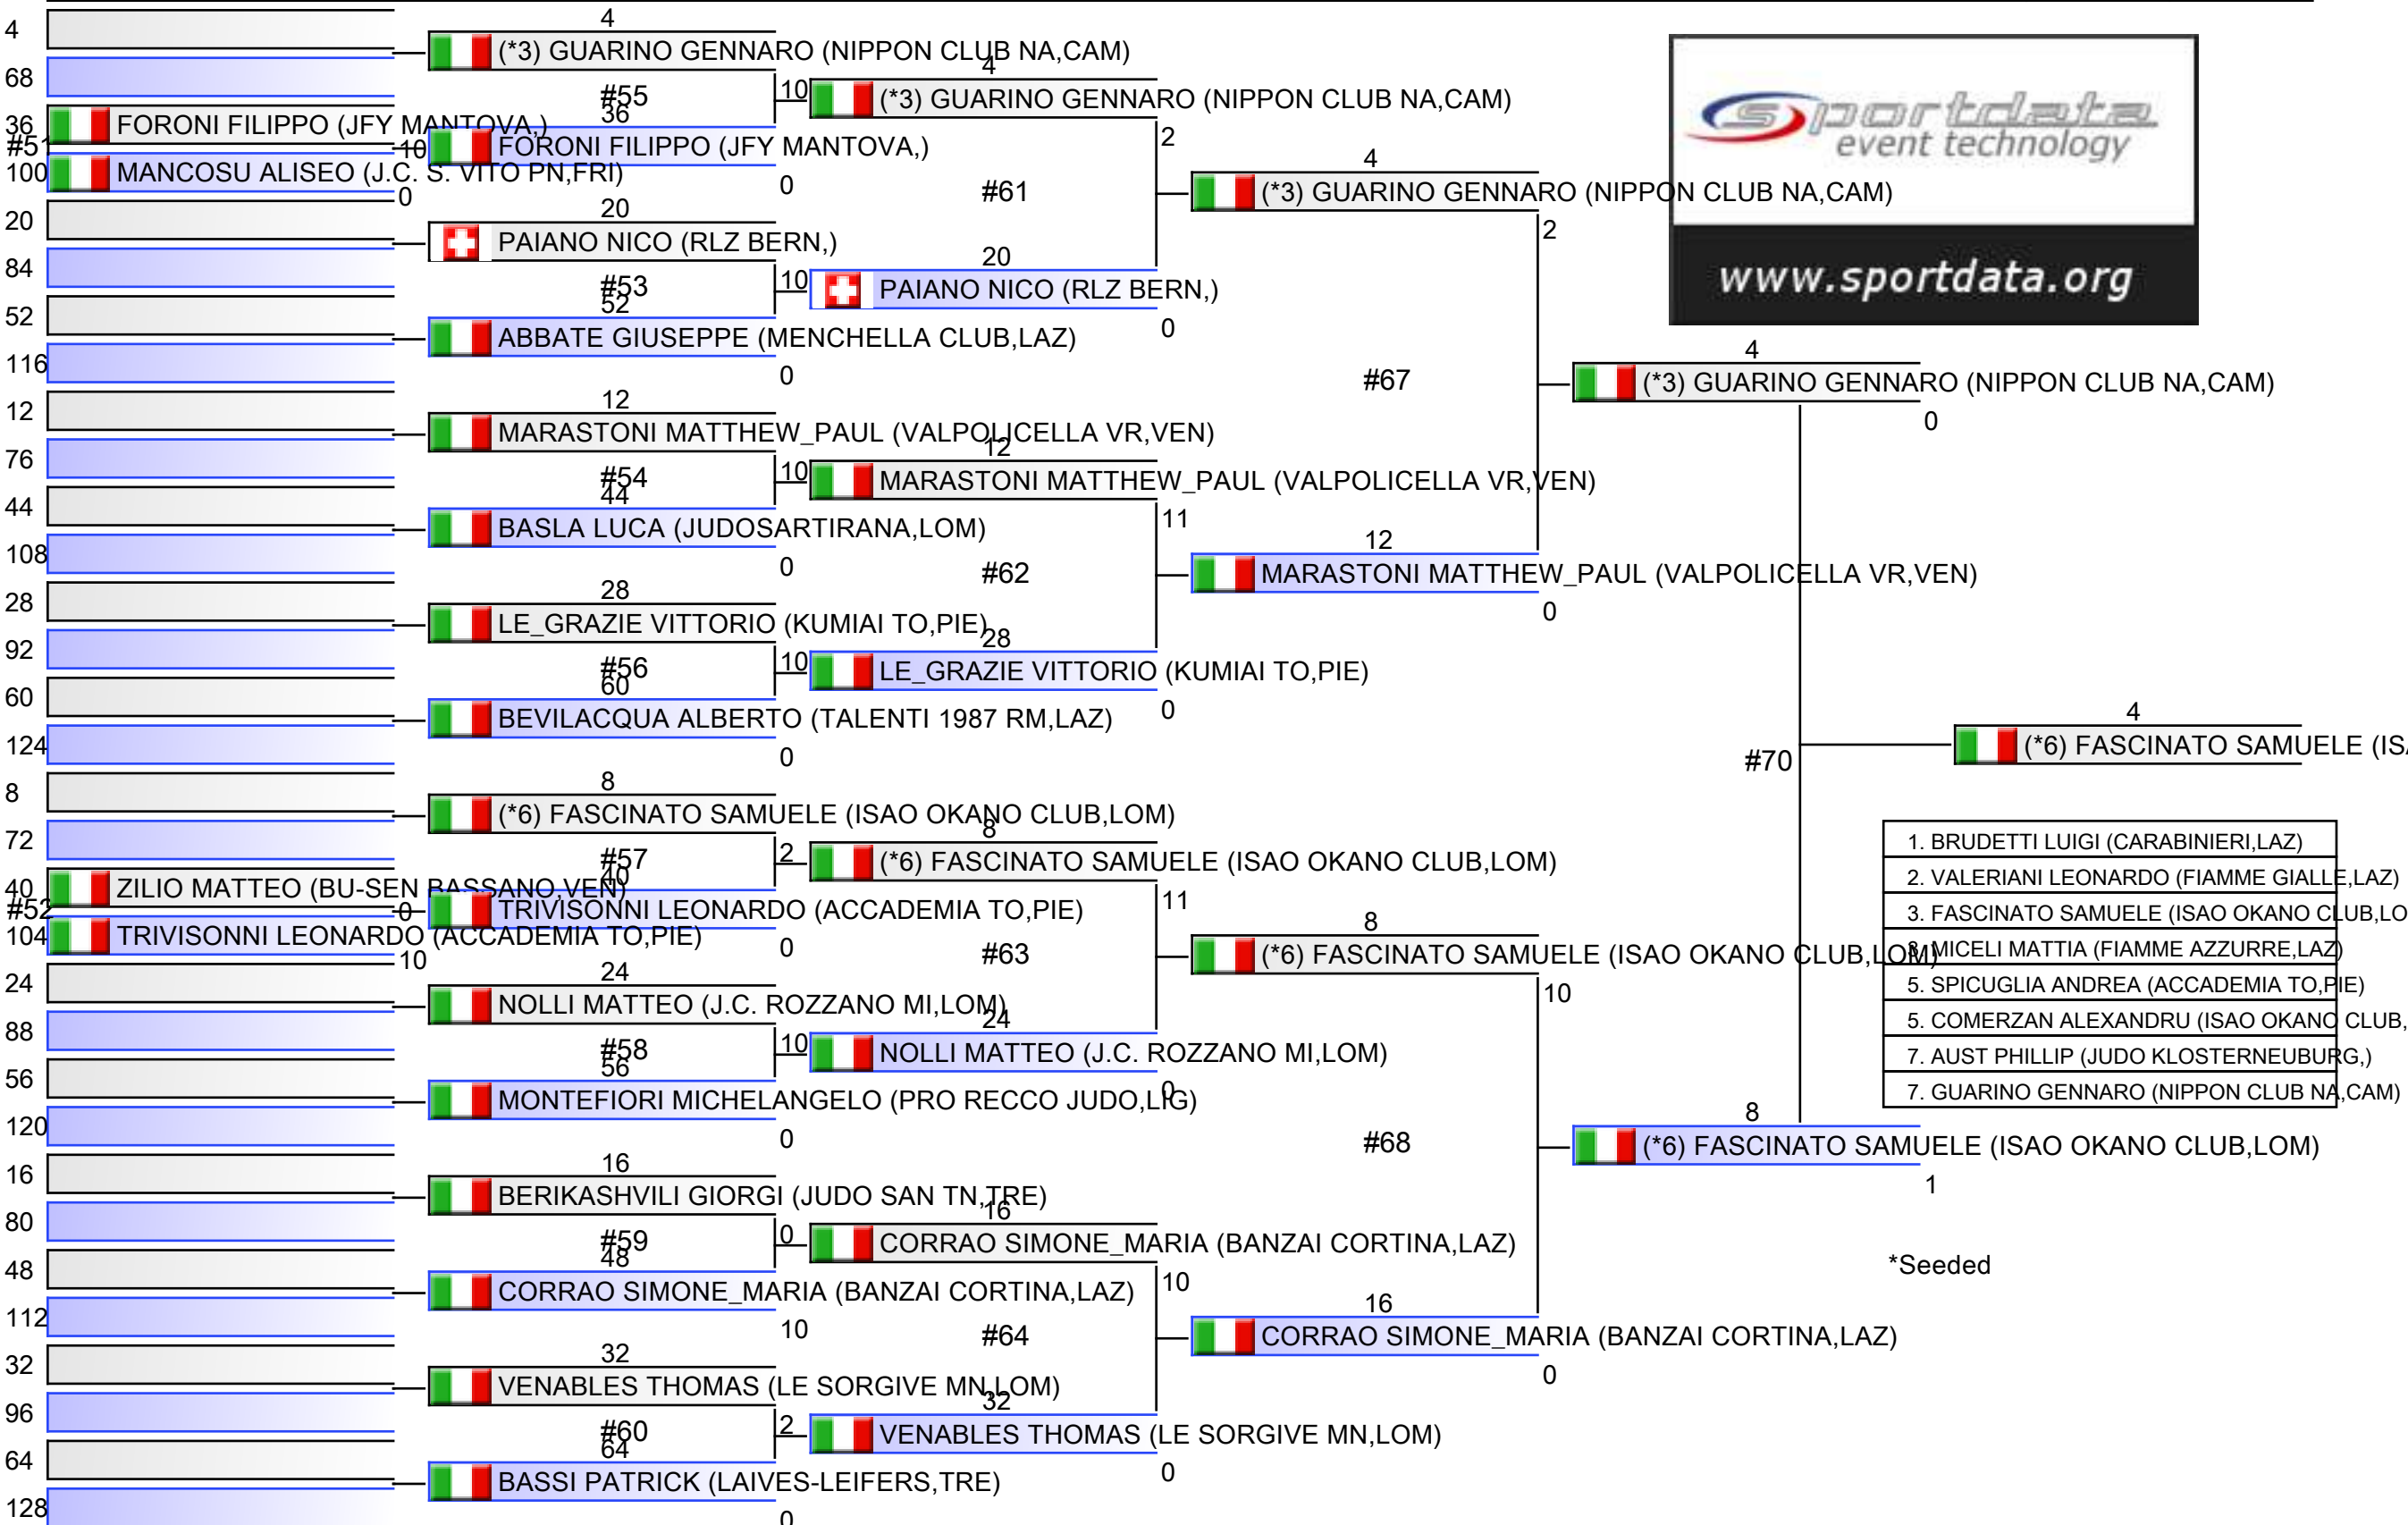 4
68
36
#51
100
20
84
52
116
12
76
44
108
28
92
60
124
8
72
40
#52
104
24
88
56
120
16
80
48
112
32
96
64
128
FORONI FILIPPO (JFY MANTOVA,)
10
MANCOSU ALISEO (J.C. S. VITO PN,FRI)
0
ZILIO MATTEO (BU-SEN BASSANO,VEN)
0
TRIVISONNI LEONARDO (ACCADEMIA TO,PIE)
10
4
(*3) GUARINO GENNARO (NIPPON CLUB NA,CAM)
#55
10
36
FORONI FILIPPO (JFY MANTOVA,)
0
20
PAIANO NICO (RLZ BERN,)
#53
10
52
ABBATE GIUSEPPE (MENCHELLA CLUB,LAZ)
0
12
MARASTONI MATTHEW_PAUL (VALPOLICELLA VR,VEN)
#54
10
44
BASLA LUCA (JUDOSARTIRANA,LOM)
0
28
LE_GRAZIE VITTORIO (KUMIAI TO,PIE)
#56
10
60
BEVILACQUA ALBERTO (TALENTI 1987 RM,LAZ)
0
8
(*6) FASCINATO SAMUELE (ISAO OKANO CLUB,LOM)
#57
2
40
TRIVISONNI LEONARDO (ACCADEMIA TO,PIE)
0
24
NOLLI MATTEO (J.C. ROZZANO MI,LOM)
#58
10
56
MONTEFIORI MICHELANGELO (PRO RECCO JUDO,LIG)
0
16
BERIKASHVILI GIORGI (JUDO SAN TN,TRE)
#59
0
48
CORRAO SIMONE_MARIA (BANZAI CORTINA,LAZ)
10
32
VENABLES THOMAS (LE SORGIVE MN,LOM)
#60
2
64
BASSI PATRICK (LAIVES-LEIFERS,TRE)
0
4
(*3) GUARINO GENNARO (NIPPON CLUB NA,CAM)
2
#61
20
PAIANO NICO (RLZ BERN,)
0
12
MARASTONI MATTHEW_PAUL (VALPOLICELLA VR,VEN)
11
#62
28
LE_GRAZIE VITTORIO (KUMIAI TO,PIE)
0
8
(*6) FASCINATO SAMUELE (ISAO OKANO CLUB,LOM)
11
#63
24
NOLLI MATTEO (J.C. ROZZANO MI,LOM)
0
16
CORRAO SIMONE_MARIA (BANZAI CORTINA,LAZ)
10
#64
32
VENABLES THOMAS (LE SORGIVE MN,LOM)
0
4
(*3) GUARINO GENNARO (NIPPON CLUB NA,CAM)
2
#67
12
MARASTONI MATTHEW_PAUL (VALPOLICELLA VR,VEN)
0
8
(*6) FASCINATO SAMUELE (ISAO OKANO CLUB,LOM)
10
#68
16
CORRAO SIMONE_MARIA (BANZAI CORTINA,LAZ)
0
sportdata
event technology
www.sportdata.org
4
(*3) GUARINO GENNARO (NIPPON CLUB NA,CAM)
0
#70
8
(*6) FASCINATO SAMUELE (ISAO OKANO CLUB,LOM)
1
4
(*6) FASCINATO SAMUELE (IS
1. BRUDETTI LUIGI (CARABINIERI,LAZ)
2. VALERIANI LEONARDO (FIAMME GIALLE,LAZ)
3. FASCINATO SAMUELE (ISAO OKANO CLUB,LO
3. MICELI MATTIA (FIAMME AZZURRE,LAZ)
5. SPICUGLIA ANDREA (ACCADEMIA TO,PIE)
5. COMERZAN ALEXANDRU (ISAO OKANO CLUB,
7. AUST PHILLIP (JUDO KLOSTERNEUBURG,)
7. GUARINO GENNARO (NIPPON CLUB NA,CAM)
*Seeded